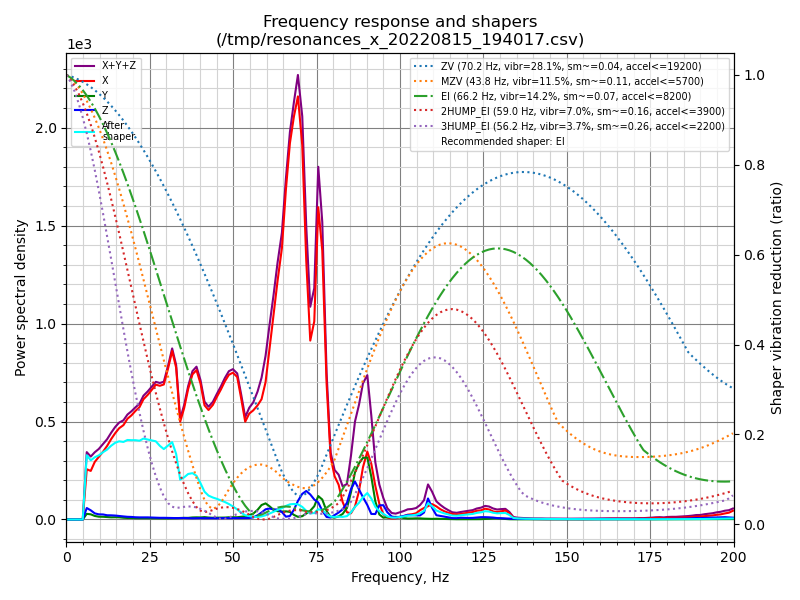 Frequency response and shapers
(/tmp/resonances_x_20220815_194017.csv)
1e3
X+Y+Z
X
Y
Z
After
shaper
ZV (70.2 Hz, vibr=28.1%, sm~=0.04, accel<=19200)
MZV (43.8 Hz, vibr=11.5%, sm~=0.11, accel<=5700)
EI (66.2 Hz, vibr=14.2%, sm~=0.07, accel<=8200)
2HUMP_EI (59.0 Hz, vibr=7.0%, sm~=0.16, accel<=3900)
3HUMP_EI (56.2 Hz, vibr=3.7%, sm~=0.26, accel<=2200)
Recommended shaper: EI
Power spectral density
2.0
1.5
1.0
0.5
0.0
1.0
0.8
0.6
0.4
0.2
0.0
Shaper vibration reduction (ratio)
0 25 50 75 100 125 150 175 200
Frequency, Hz